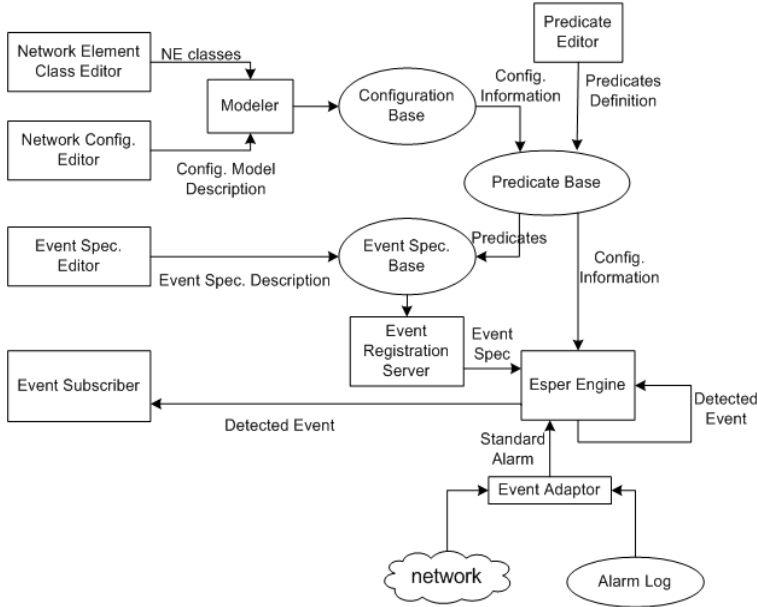 Network Element
Class Editor
NE classes
Predicate
Editor
Modeler
Configuration
Base
Config.
Information
Predicates
Definition
Network Config.
Editor
Config. Model
Description
Predicate Base
Event Spec.
Editor
Event Spec. Description
Event Spec.
Base
Predicates
Config.
Information
Event
Registration
Server
Event
Spec
Event Subscriber
Esper Engine
Detected
Event
Detected Event
Standard
Alarm
Event Adaptor
network
Alarm Log